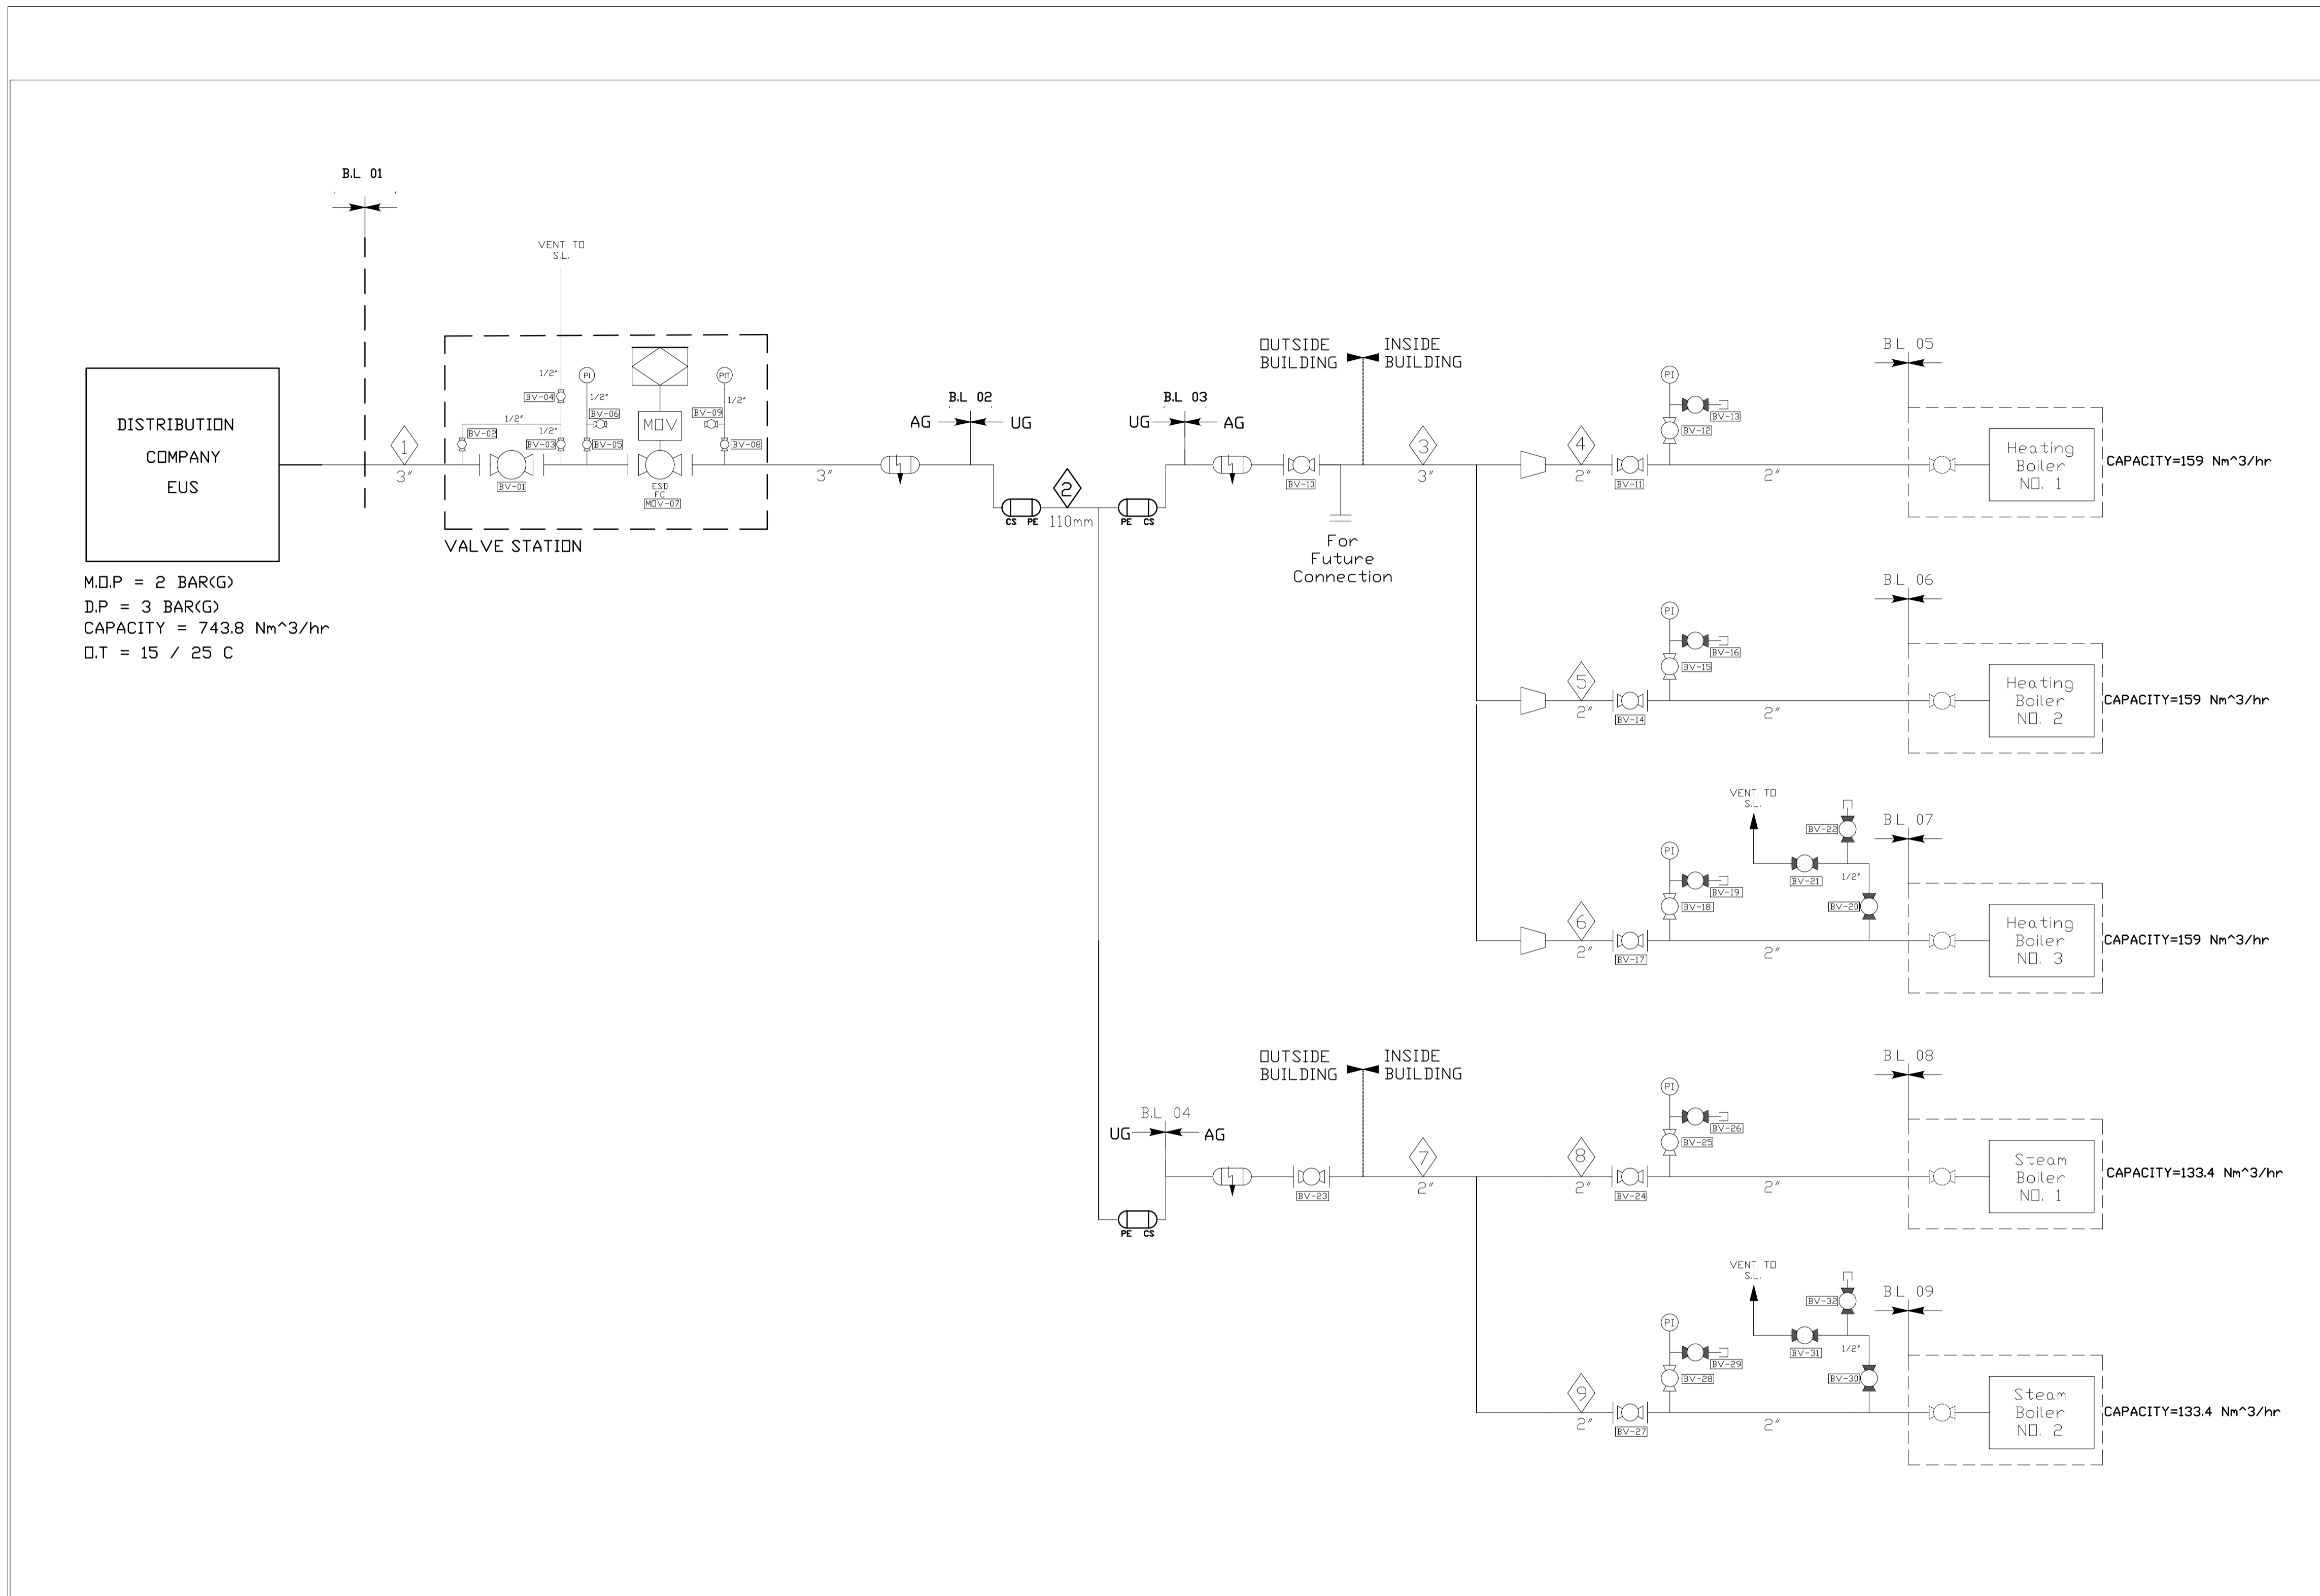 B.L 01
VENT TO
S.L.
DISTRIBUTION
COMPANY
EUS
M.O.P = 2 BAR(G)
D.P = 3 BAR(G)
CAPACITY = 743.8 Nm^3/hr
O.T = 15 / 25 C
1
3"
1/2"
BV-04
1/2"
BV-02
1/2"
BV-03
BV-01
PI
1/2"
BV-06
BV-05
MOV
ESD
FC
MOV-07
PIT
1/2"
BV-09
BV-08
VALVE STATION
3"
B.L 02
AG UG
CS PE
2
110mm
B.L 03
UG AG
PE CS
BV-10
OUTSIDE
BUILDING
INSIDE
BUILDING
For
Future
Connection
3
3"
4
2"
BV-11
PI
BV-13
BV-12
2"
B.L 05
Heating
Boiler
NO. 1
CAPACITY=159 Nm^3/hr
5
2"
BV-14
PI
BV-16
BV-15
2"
B.L 06
Heating
Boiler
NO. 2
CAPACITY=159 Nm^3/hr
6
2"
BV-17
PI
BV-19
BV-18
2"
VENT TO
S.L.
BV-22
BV-21
1/2"
BV-20
B.L 07
Heating
Boiler
NO. 3
CAPACITY=159 Nm^3/hr
B.L 04
UG AG
PE CS
BV-23
OUTSIDE
BUILDING
INSIDE
BUILDING
7
2"
8
2"
BV-24
PI
BV-26
BV-25
2"
B.L 08
Steam
Boiler
NO. 1
CAPACITY=133.4 Nm^3/hr
9
2"
BV-27
PI
BV-29
BV-28
2"
VENT TO
S.L.
BV-32
BV-31
1/2"
BV-30
B.L 09
Steam
Boiler
NO. 2
CAPACITY=133.4 Nm^3/hr